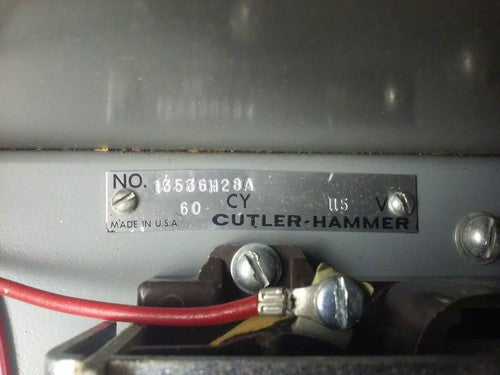 NO. 13536H29A
60 CY 115 V
MADE IN U.S.A. CUTLER-HAMMER